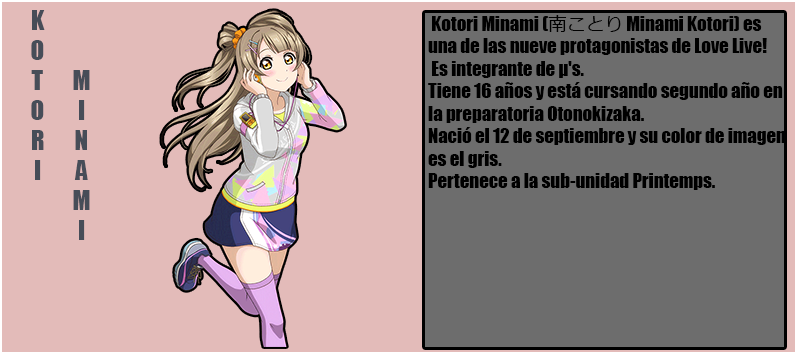 KOTORI
MINAMI
Kotori Minami (南ことり Minami Kotori) es
una de las nueve protagonistas de Love Live!
Es integrante de μ's.
Tiene 16 años y está cursando segundo año en
la preparatoria Otonokizaka.
Nació el 12 de septiembre y su color de imagen
es el gris.
Pertenece a la sub-unidad Printemps.